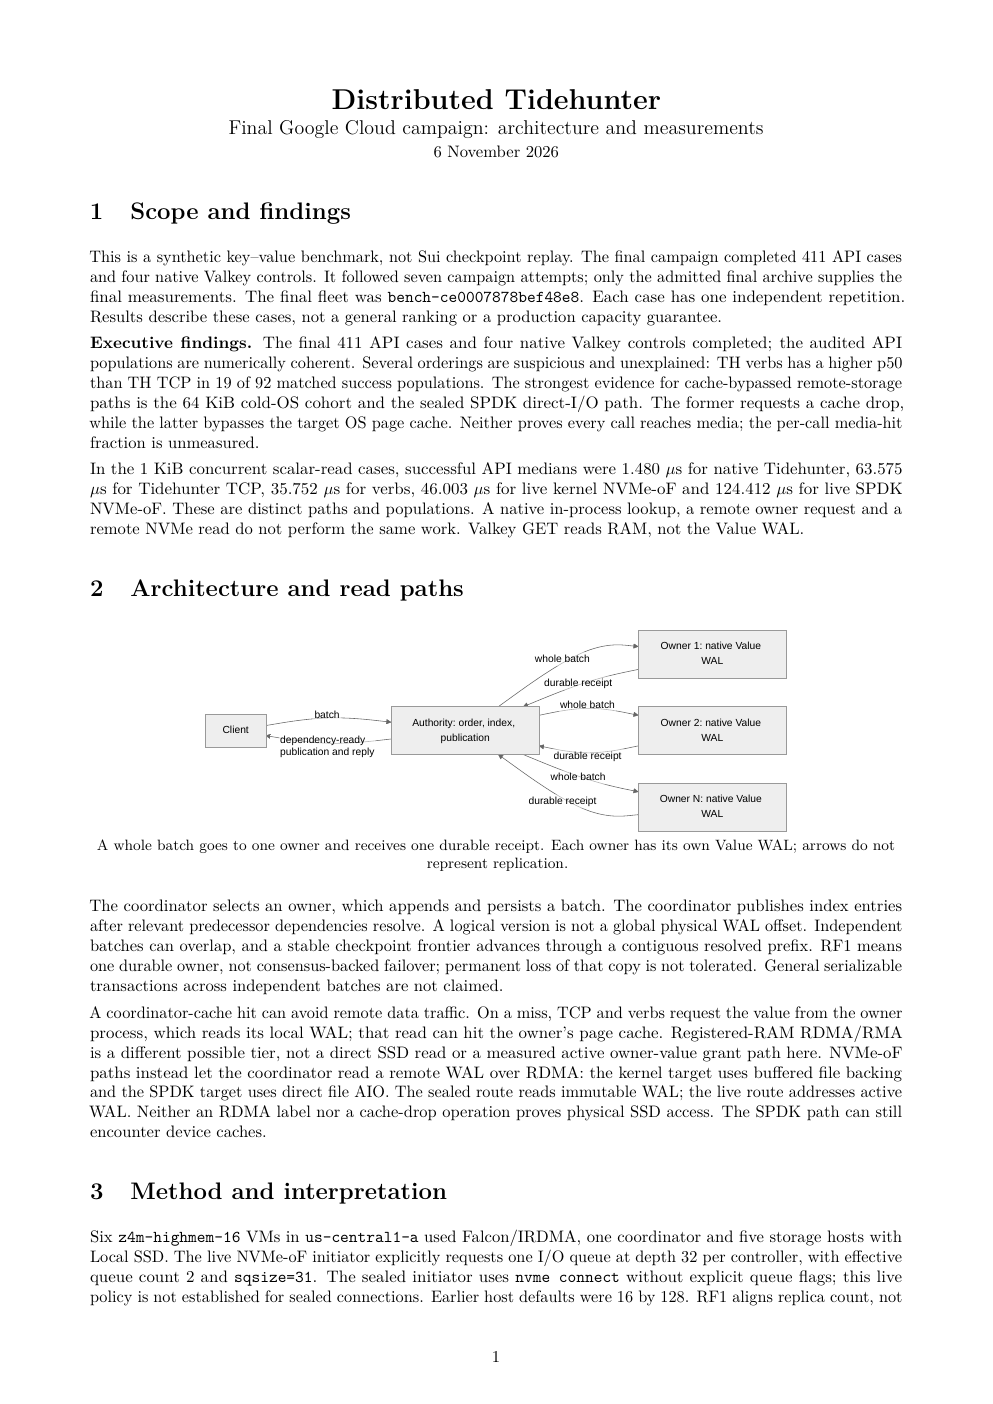 Distributed Tidehunter
Final Google Cloud campaign: architecture and measurements
6 November 2026
1 Scope and findings
This is a synthetic key–value benchmark, not Sui checkpoint replay. The final campaign completed 411 API cases
and four native Valkey controls. It followed seven campaign attempts; only the admitted final archive supplies the
final measurements. The final fleet was bench-ce0007878bef48e8. Each case has one independent repetition.
Results describe these cases, not a general ranking or a production capacity guarantee.
Executive findings. The final 411 API cases and four native Valkey controls completed; the audited API
populations are numerically coherent. Several orderings are suspicious and unexplained: TH verbs has a higher p50
than TH TCP in 19 of 92 matched success populations. The strongest evidence for cache-bypassed remote-storage
paths is the 64 KiB cold-OS cohort and the sealed SPDK direct-I/O path. The former requests a cache drop,
while the latter bypasses the target OS page cache. Neither proves every call reaches media; the per-call media-hit
fraction is unmeasured.
In the 1 KiB concurrent scalar-read cases, successful API medians were 1.480 μs for native Tidehunter, 63.575
μs for Tidehunter TCP, 35.752 μs for verbs, 46.003 μs for live kernel NVMe-oF and 124.412 μs for live SPDK
NVMe-oF. These are distinct paths and populations. A native in-process lookup, a remote owner request and a
remote NVMe read do not perform the same work. Valkey GET reads RAM, not the Value WAL.
2 Architecture and read paths
Client
batch
dependency-ready
publication and reply
Authority: order, index,
publication
whole batch
durable receipt
whole batch
durable receipt
whole batch
durable receipt
Owner 1: native Value
WAL
Owner 2: native Value
WAL
Owner N: native Value
WAL
A whole batch goes to one owner and receives one durable receipt. Each owner has its own Value WAL; arrows do not
represent replication.
The coordinator selects an owner, which appends and persists a batch. The coordinator publishes index entries
after relevant predecessor dependencies resolve. A logical version is not a global physical WAL offset. Independent
batches can overlap, and a stable checkpoint frontier advances through a contiguous resolved prefix. RF1 means
one durable owner, not consensus-backed failover; permanent loss of that copy is not tolerated. General serializable
transactions across independent batches are not claimed.
A coordinator-cache hit can avoid remote data traffic. On a miss, TCP and verbs request the value from the owner
process, which reads its local WAL; that read can hit the owner's page cache. Registered-RAM RDMA/RMA
is a different possible tier, not a direct SSD read or a measured active owner-value grant path here. NVMe-oF
paths instead let the coordinator read a remote WAL over RDMA: the kernel target uses buffered file backing
and the SPDK target uses direct file AIO. The sealed route reads immutable WAL; the live route addresses active
WAL. Neither an RDMA label nor a cache-drop operation proves physical SSD access. The SPDK path can still
encounter device caches.
3 Method and interpretation
Six z4m-highmem-16 VMs in us-central1-a used Falcon/IRDMA, one coordinator and five storage hosts with
Local SSD. The live NVMe-oF initiator explicitly requests one I/O queue at depth 32 per controller, with effective
queue count 2 and sqsize=31. The sealed initiator uses nvme connect without explicit queue flags; this live
policy is not established for sealed connections. Earlier host defaults were 16 by 128. RF1 aligns replica count, not
1